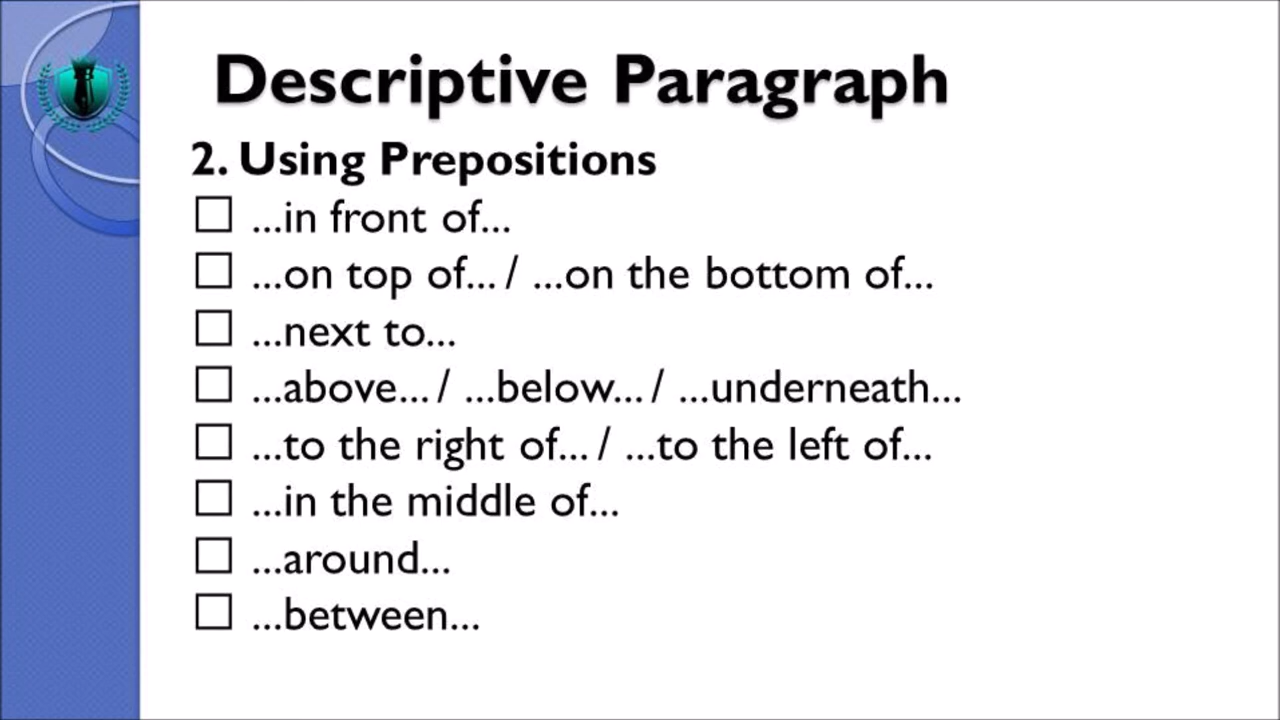 Descriptive Paragraph
2. Using Prepositions
☐ ...in front of...
☐ ...on top of... / ...on the bottom of...
☐ ...next to...
☐ ...above... / ...below... / ...underneath...
☐ ...to the right of... / ...to the left of...
☐ ...in the middle of...
☐ ...around...
☐ ...between...